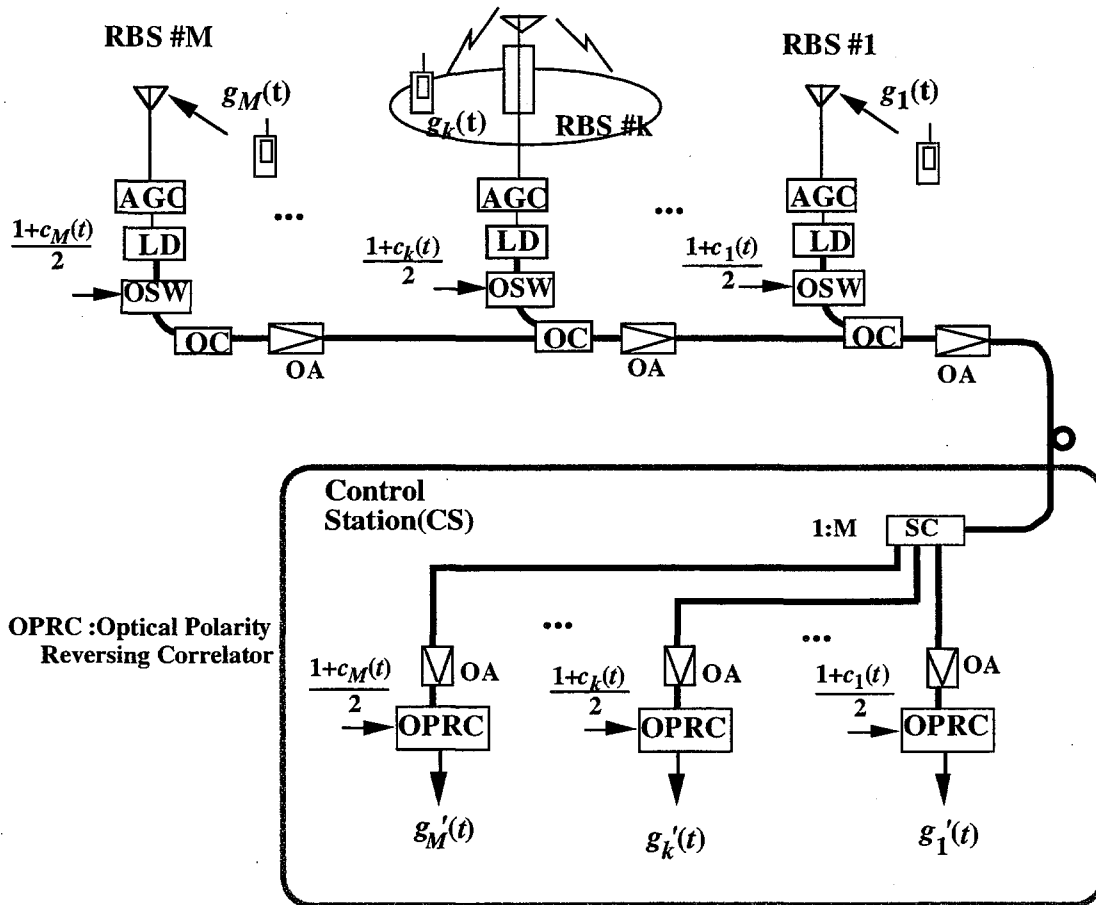 RBS #M
RBS #1
g_M(t)
g_k(t)
RBS #k
g_1(t)
AGC
AGC
AGC
...
...
LD
LD
LD
1+c_M(t)
2
1+c_k(t)
2
1+c_1(t)
2
OSW
OSW
OSW
OC
OC
OC
OA
OA
OA
Control
Station(CS)
1:M
SC
OPRC :Optical Polarity
Reversing Correlator
...
...
OA
OA
OA
1+c_M(t)
2
1+c_k(t)
2
1+c_1(t)
2
OPRC
OPRC
OPRC
g_M'(t)
g_k'(t)
g_1'(t)